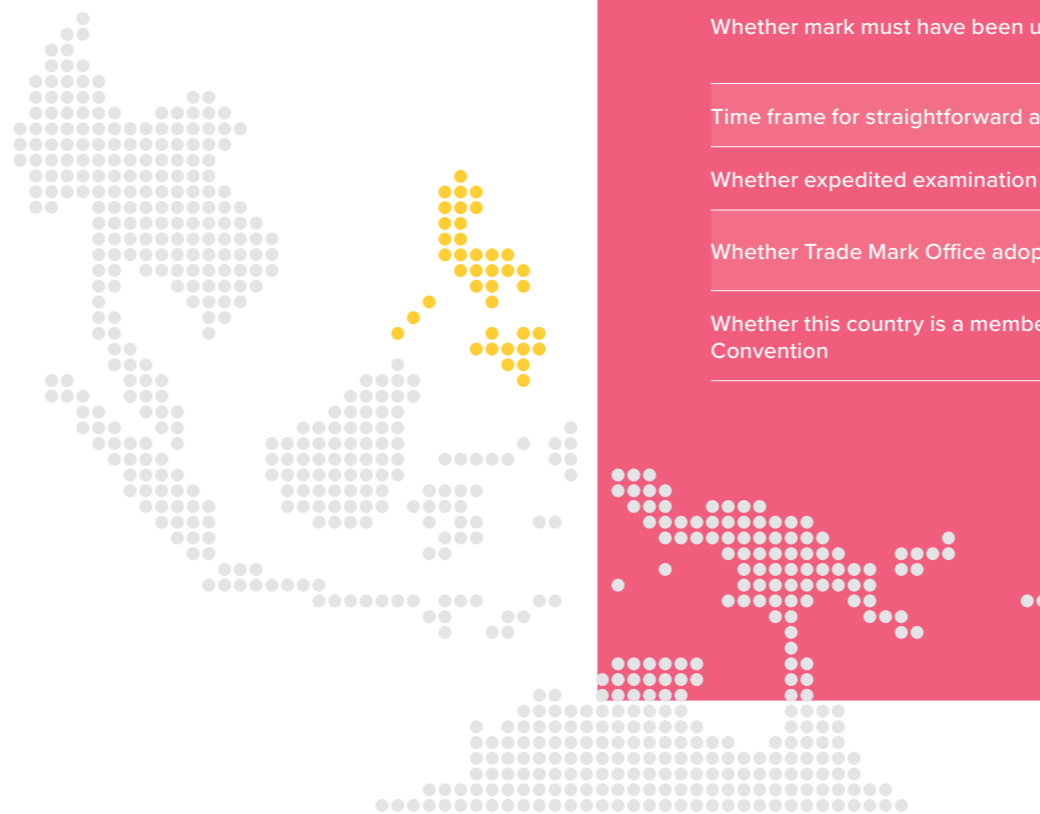 Whether mark must have been u
Time frame for straightforward a
Whether expedited examination
Whether Trade Mark Office adop
Whether this country is a membe
Convention